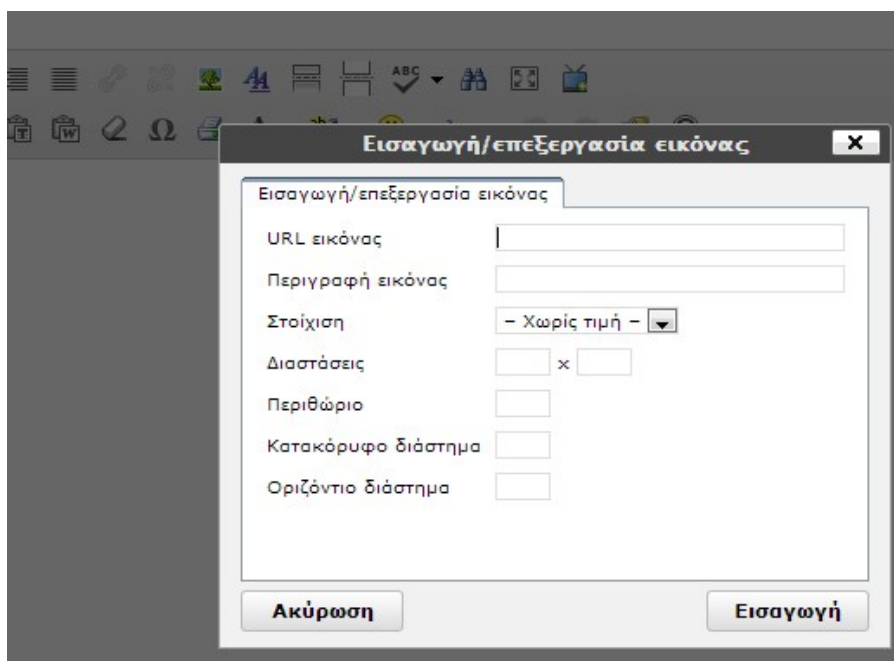 ABC
T
W
Ω
Εισαγωγή/επεξεργασία εικόνας
Εισαγωγή/επεξεργασία εικόνας
URL εικόνας
Περιγραφή εικόνας
Στοίχιση – Χωρίς τιμή –
Διαστάσεις x
Περιθώριο
Κατακόρυφο διάστημα
Οριζόντιο διάστημα
Ακύρωση Εισαγωγή